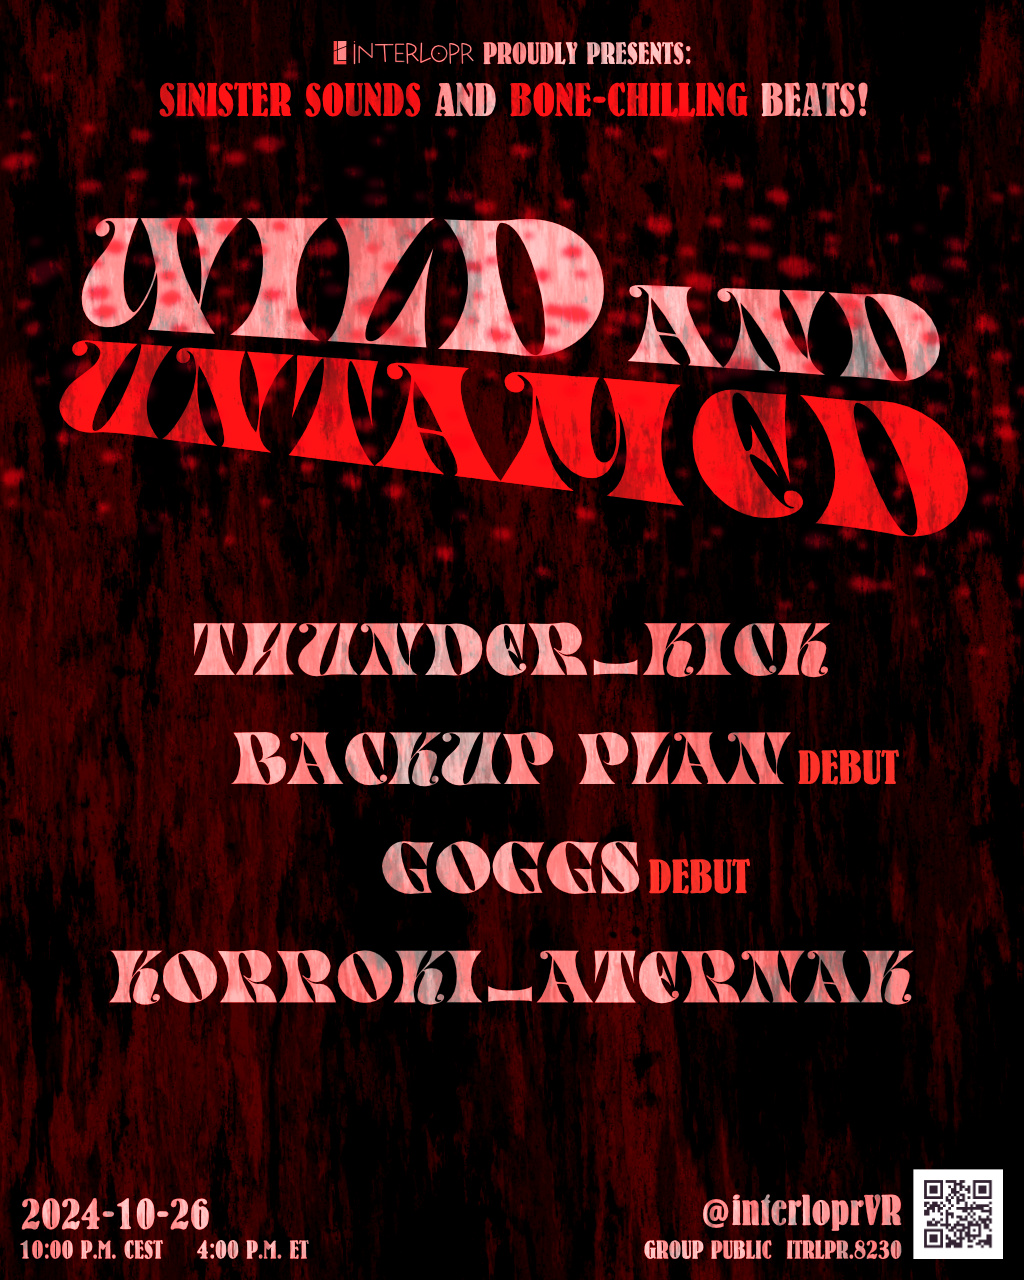 iNTERLOPR PROUDLY PRESENTS:
SINISTER SOUNDS AND BONE-CHILLING BEATS!
WILD AND
UNTAMED
THUNDER_KICK
BACKUP PLAN DEBUT
GOGGS DEBUT
KORROKI_ATERNAK
2024-10-26
10:00 P.M. CEST 4:00 P.M. ET
@interloprVR
GROUP PUBLIC ITRLPR.8230